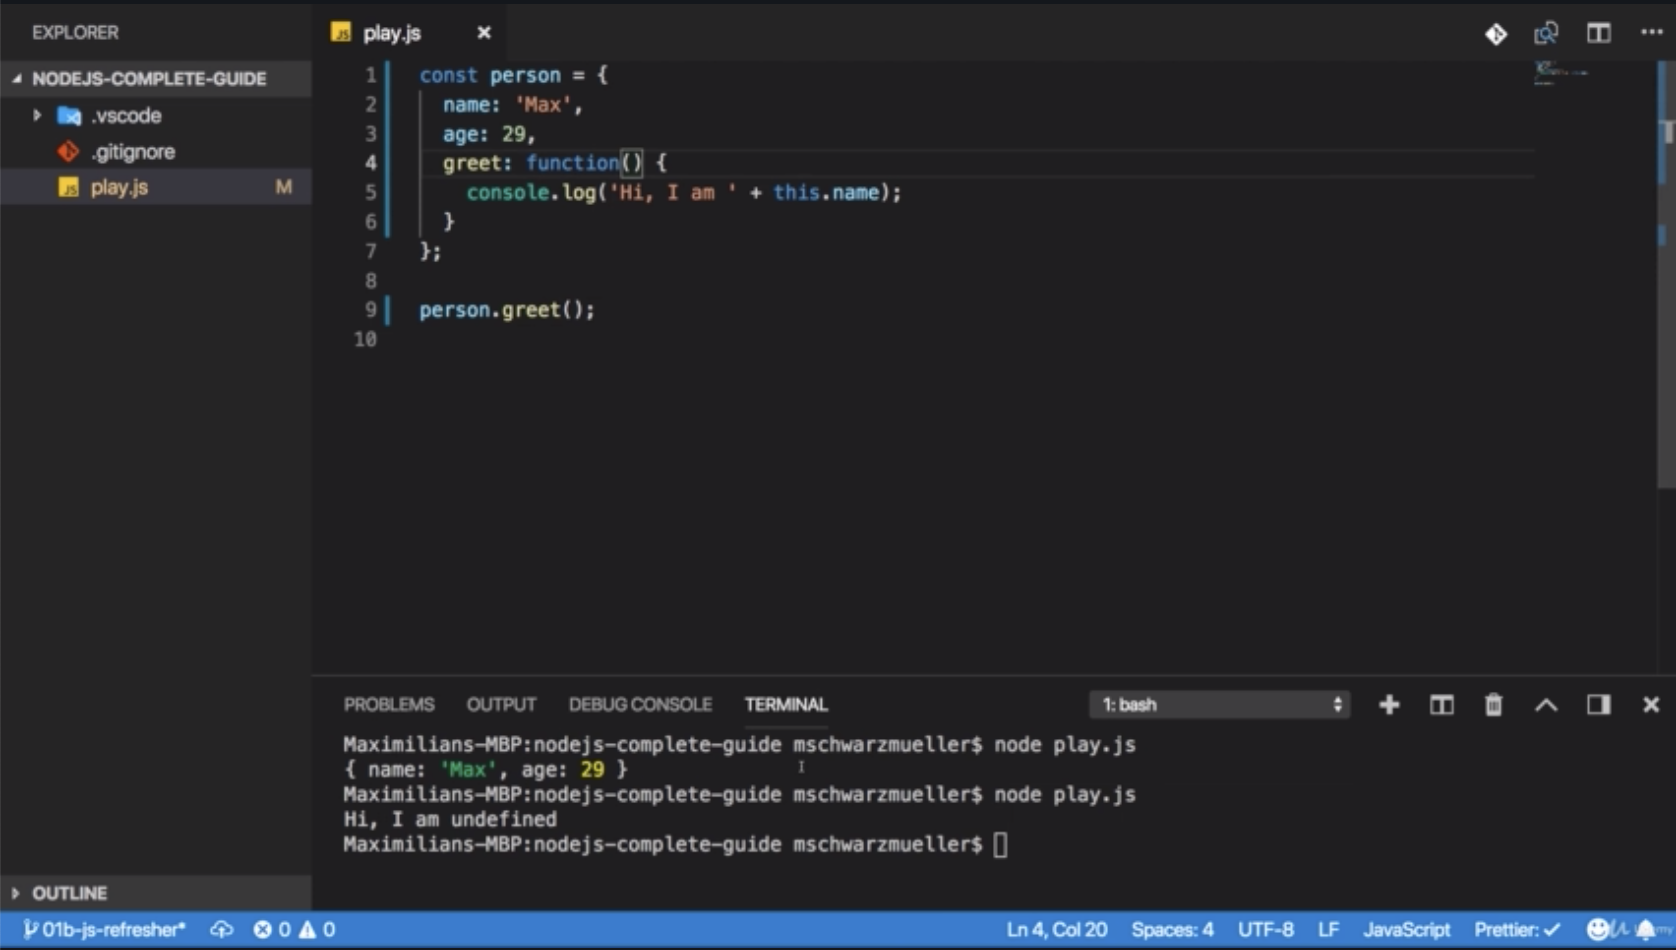 EXPLORER
NODEJS-COMPLETE-GUIDE
.vscode
.gitignore
play.js M
OUTLINE
play.js
1 const person = {
2 name: 'Max',
3 age: 29,
4 greet: function() {
5 console.log('Hi, I am ' + this.name);
6 }
7 };
8
9 person.greet();
10
PROBLEMS OUTPUT DEBUG CONSOLE TERMINAL 1: bash
Maximilians-MBP:nodejs-complete-guide mschwarzmueller$ node play.js
{ name: 'Max', age: 29 }
Maximilians-MBP:nodejs-complete-guide mschwarzmueller$ node play.js
Hi, I am undefined
Maximilians-MBP:nodejs-complete-guide mschwarzmueller$
01b-js-refresher* 0 0 Ln 4, Col 20 Spaces: 4 UTF-8 LF JavaScript Prettier: ✓